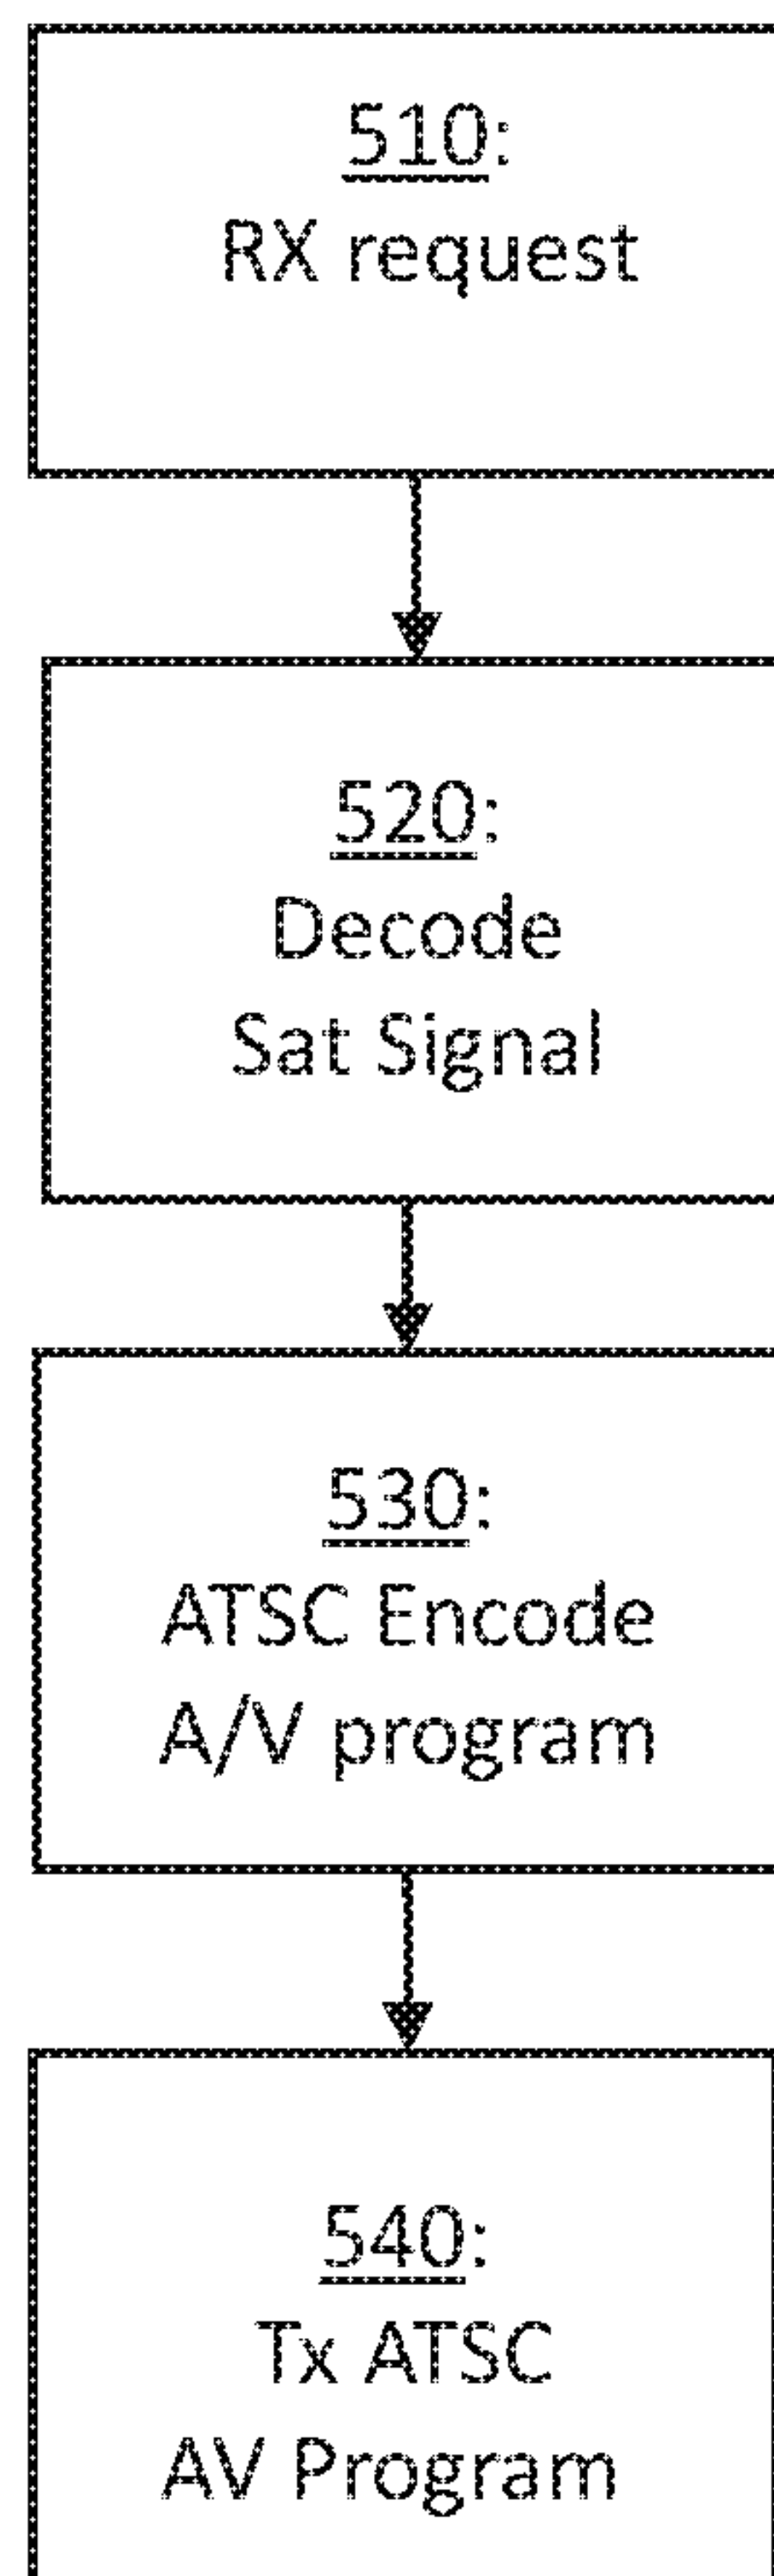 510:
RX request
520:
Decode
Sat Signal
530:
ATSC Encode
A/V program
540:
Tx ATSC
AV Program